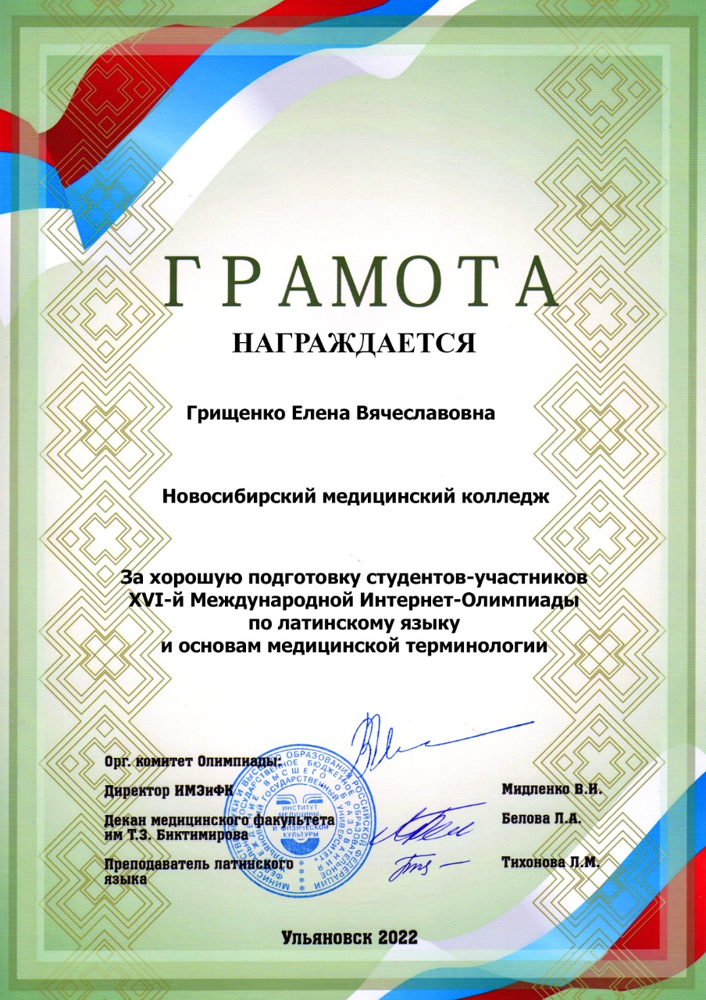 ГРАМОТА
НАГРАЖДАЕТСЯ
Грищенко Елена Вячеславовна
Новосибирский медицинский колледж
За хорошую подготовку студентов-участников
XVI-й Международной Интернет-Олимпиады
по латинскому языку
и основам медицинской терминологии
Орг. комитет Олимпиады:
Директор ИМЭиФК
Мидленко В.И.
Декан медицинского факультета
им Т.З. Биктимирова
Белова Л.А.
Преподаватель латинского
языка
Тихонова Л.М.
ИНСТИТУТ
МЕДИЦИНЫ,
И ФИЗИЧЕСКОЙ
КУЛЬТУРЫ
Ульяновск 2022